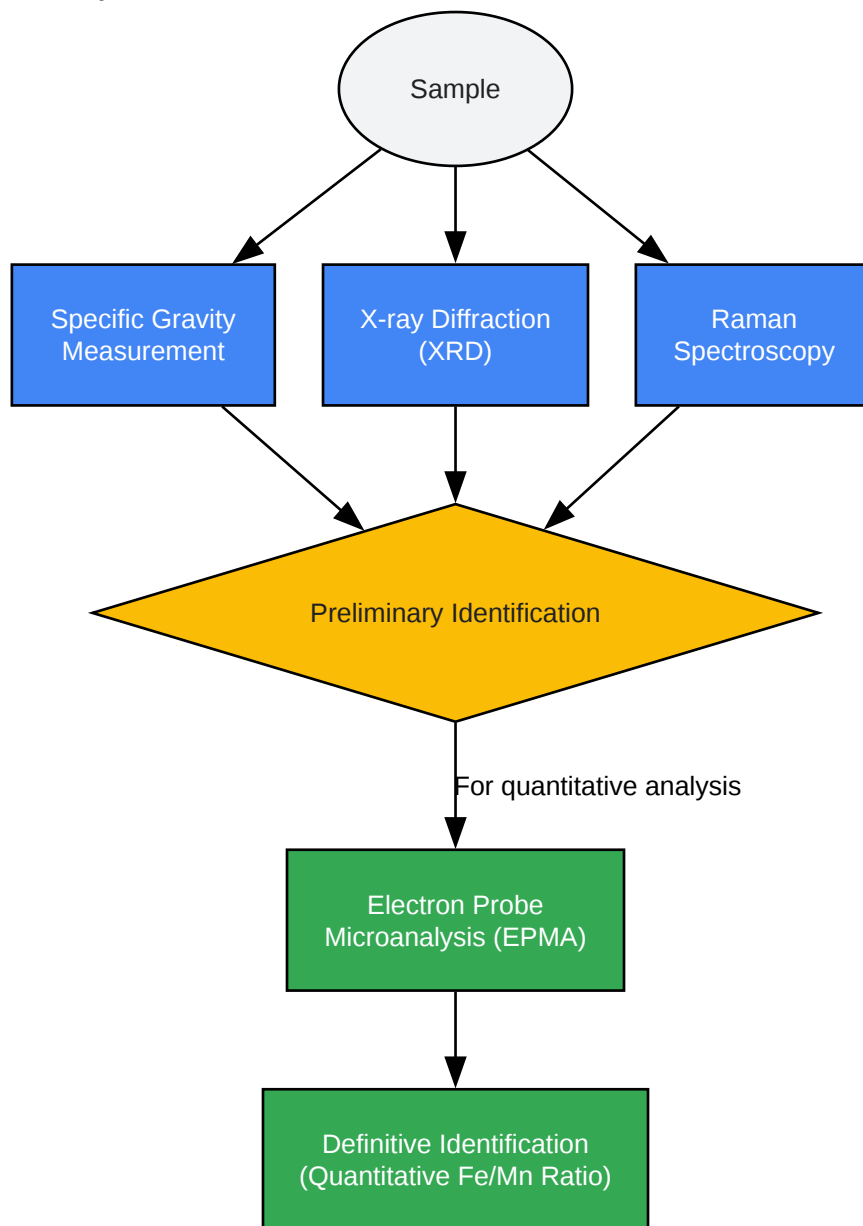 Sample
Specific Gravity
Measurement
X-ray Diffraction
(XRD)
Raman
Spectroscopy
Preliminary Identification
For quantitative analysis
Electron Probe
Microanalysis (EPMA)
Definitive Identification
(Quantitative Fe/Mn Ratio)